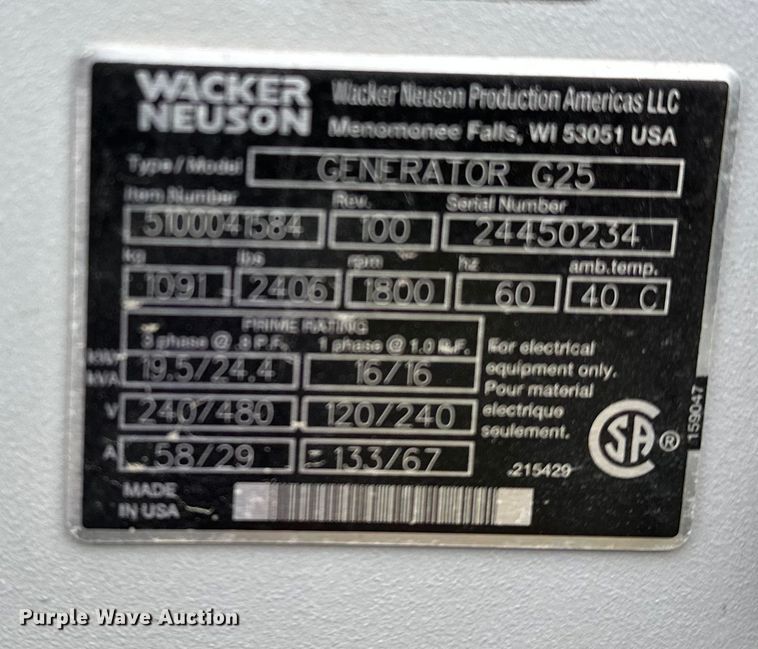 WACKER NEUSON
Wacker Neuson Production Americas LLC
Menomonee Falls, WI 53051 USA
Type / Model GENERATOR G25
Item Number Rev. Serial Number
5100041584 100 24450234
kg lbs rpm hz amb.temp.
1091 2406 1800 60 40 C
PRIME RATING
3 phase @ .8 P.F. 1 phase @ 1.0 P.F.
kW/ kVA 19.5/24.4 16/16
V 240/480 120/240
A 58/29 133/67
For electrical
equipment only.
Pour material
electrique
seulement.
SA ®
159047
.215429
MADE
IN USA
Purple Wave Auction